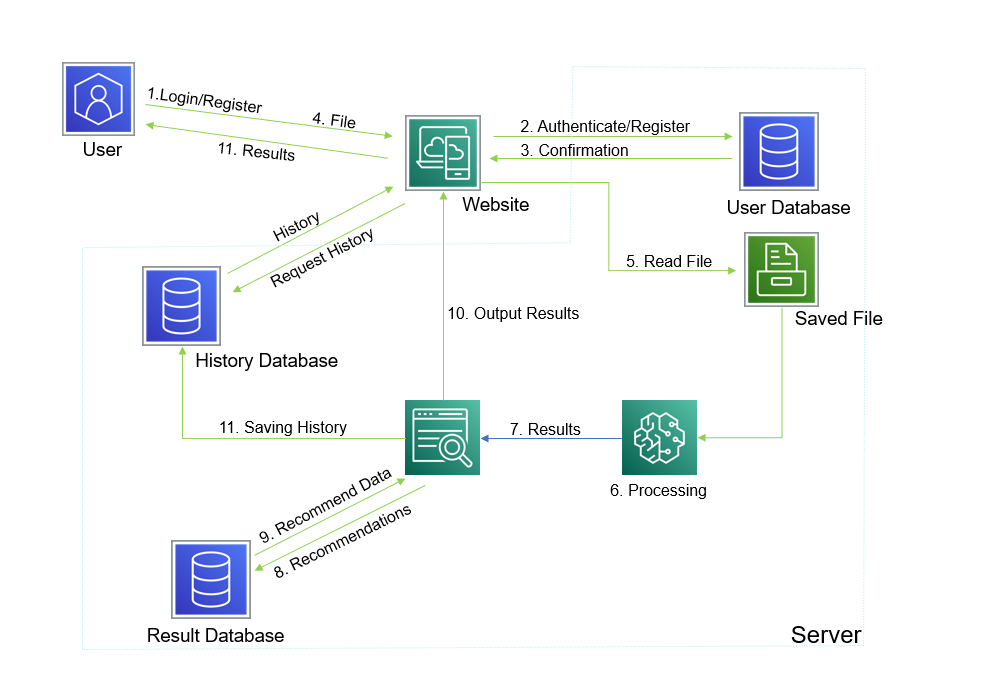 1.Login/Register
4. File
11. Results
User
2. Authenticate/Register
3. Confirmation
Website
User Database
History
Request History
5. Read File
10. Output Results
Saved File
History Database
11. Saving History
7. Results
6. Processing
9. Recommend Data
8. Recommendations
Result Database
Server